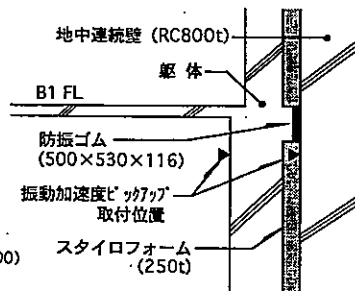 地中連続壁 (RC800t)
躯 体
B1 FL
防振ゴム
(500×530×116)
振動加速度ピックアップ
取付位置
スタイロフォーム
(250t)
00)